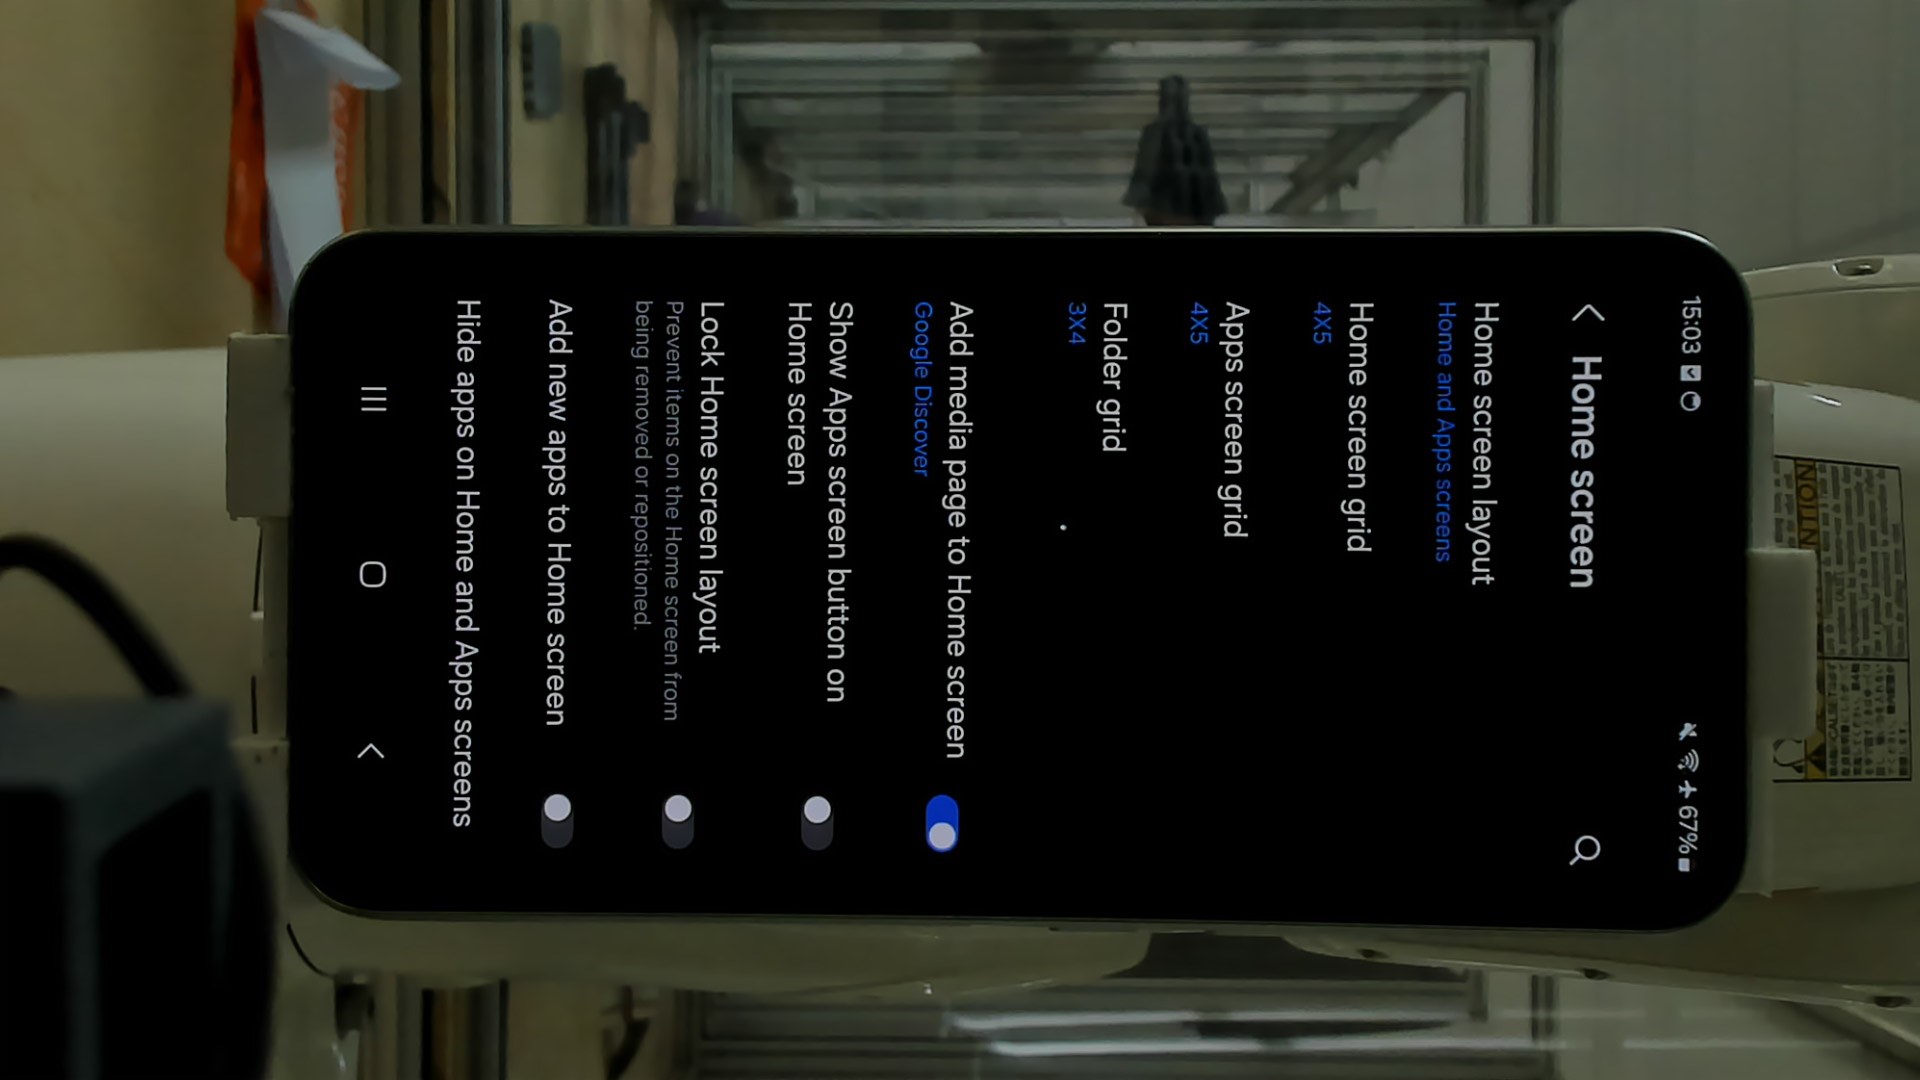 15:03
67%
Home screen
Home screen layout
Home and Apps screens
Home screen grid
4X5
Apps screen grid
4X5
Folder grid
3X4
Add media page to Home screen
Google Discover
Show Apps screen button on
Home screen
Lock Home screen layout
Prevent items on the Home screen from
being removed or repositioned.
Add new apps to Home screen
Hide apps on Home and Apps screens